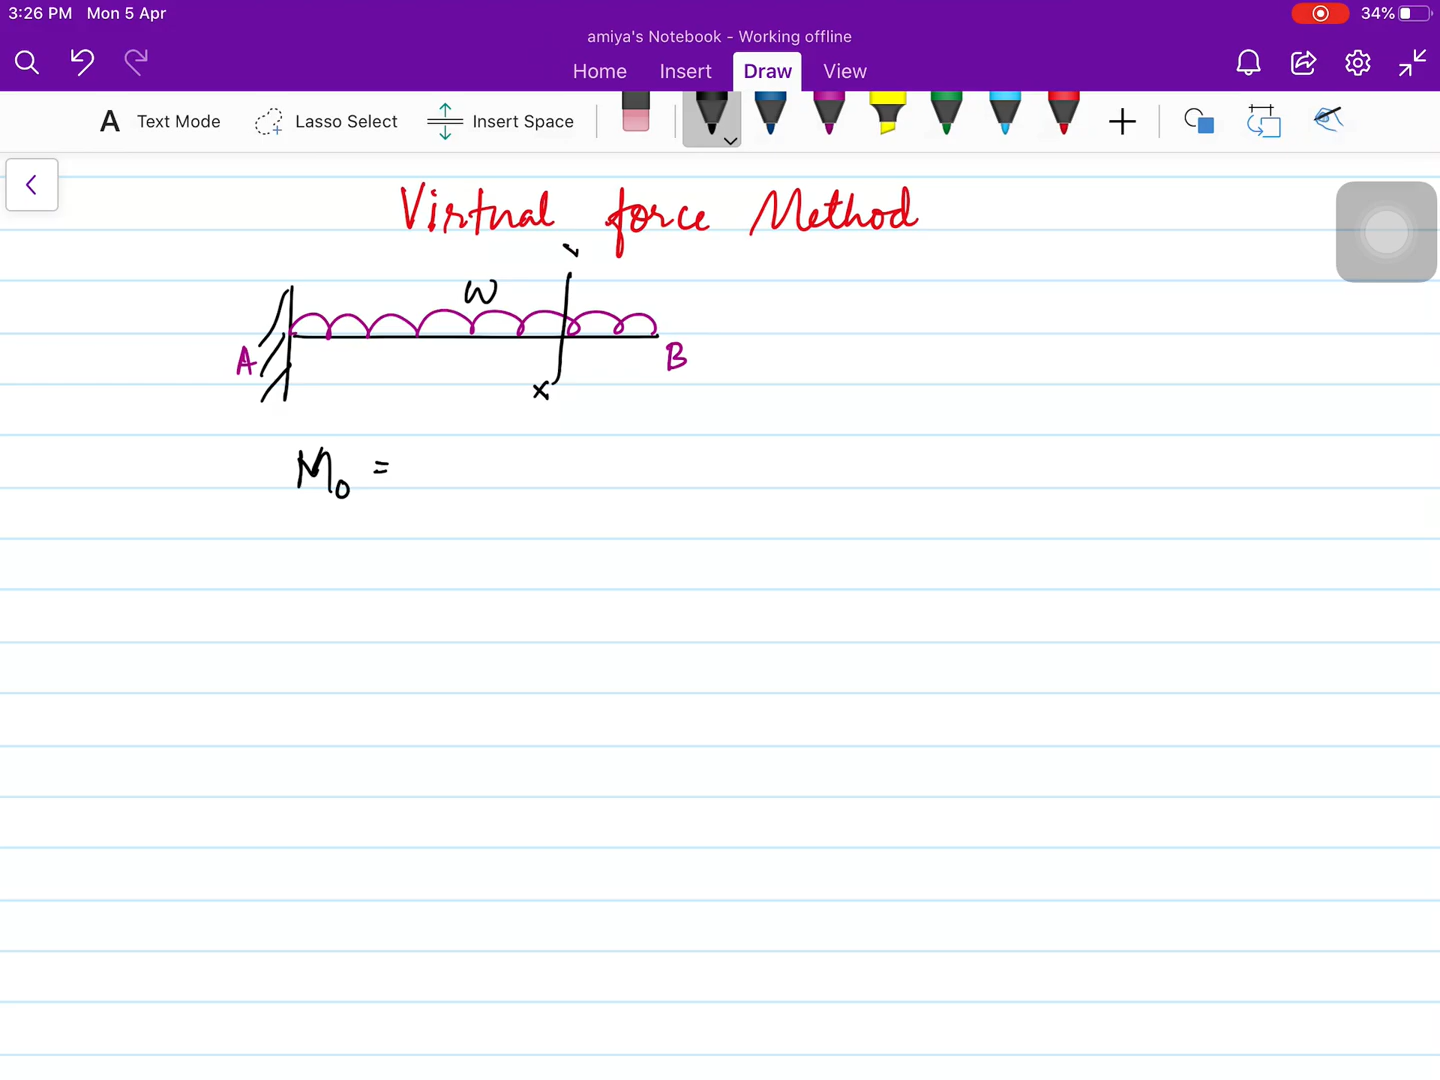 3:26 PM Mon 5 Apr
34%
amiya's Notebook - Working offline
Home Insert Draw View
A Text Mode Lasso Select Insert Space
Virtual force Method
w
A
B
x
M₀ =